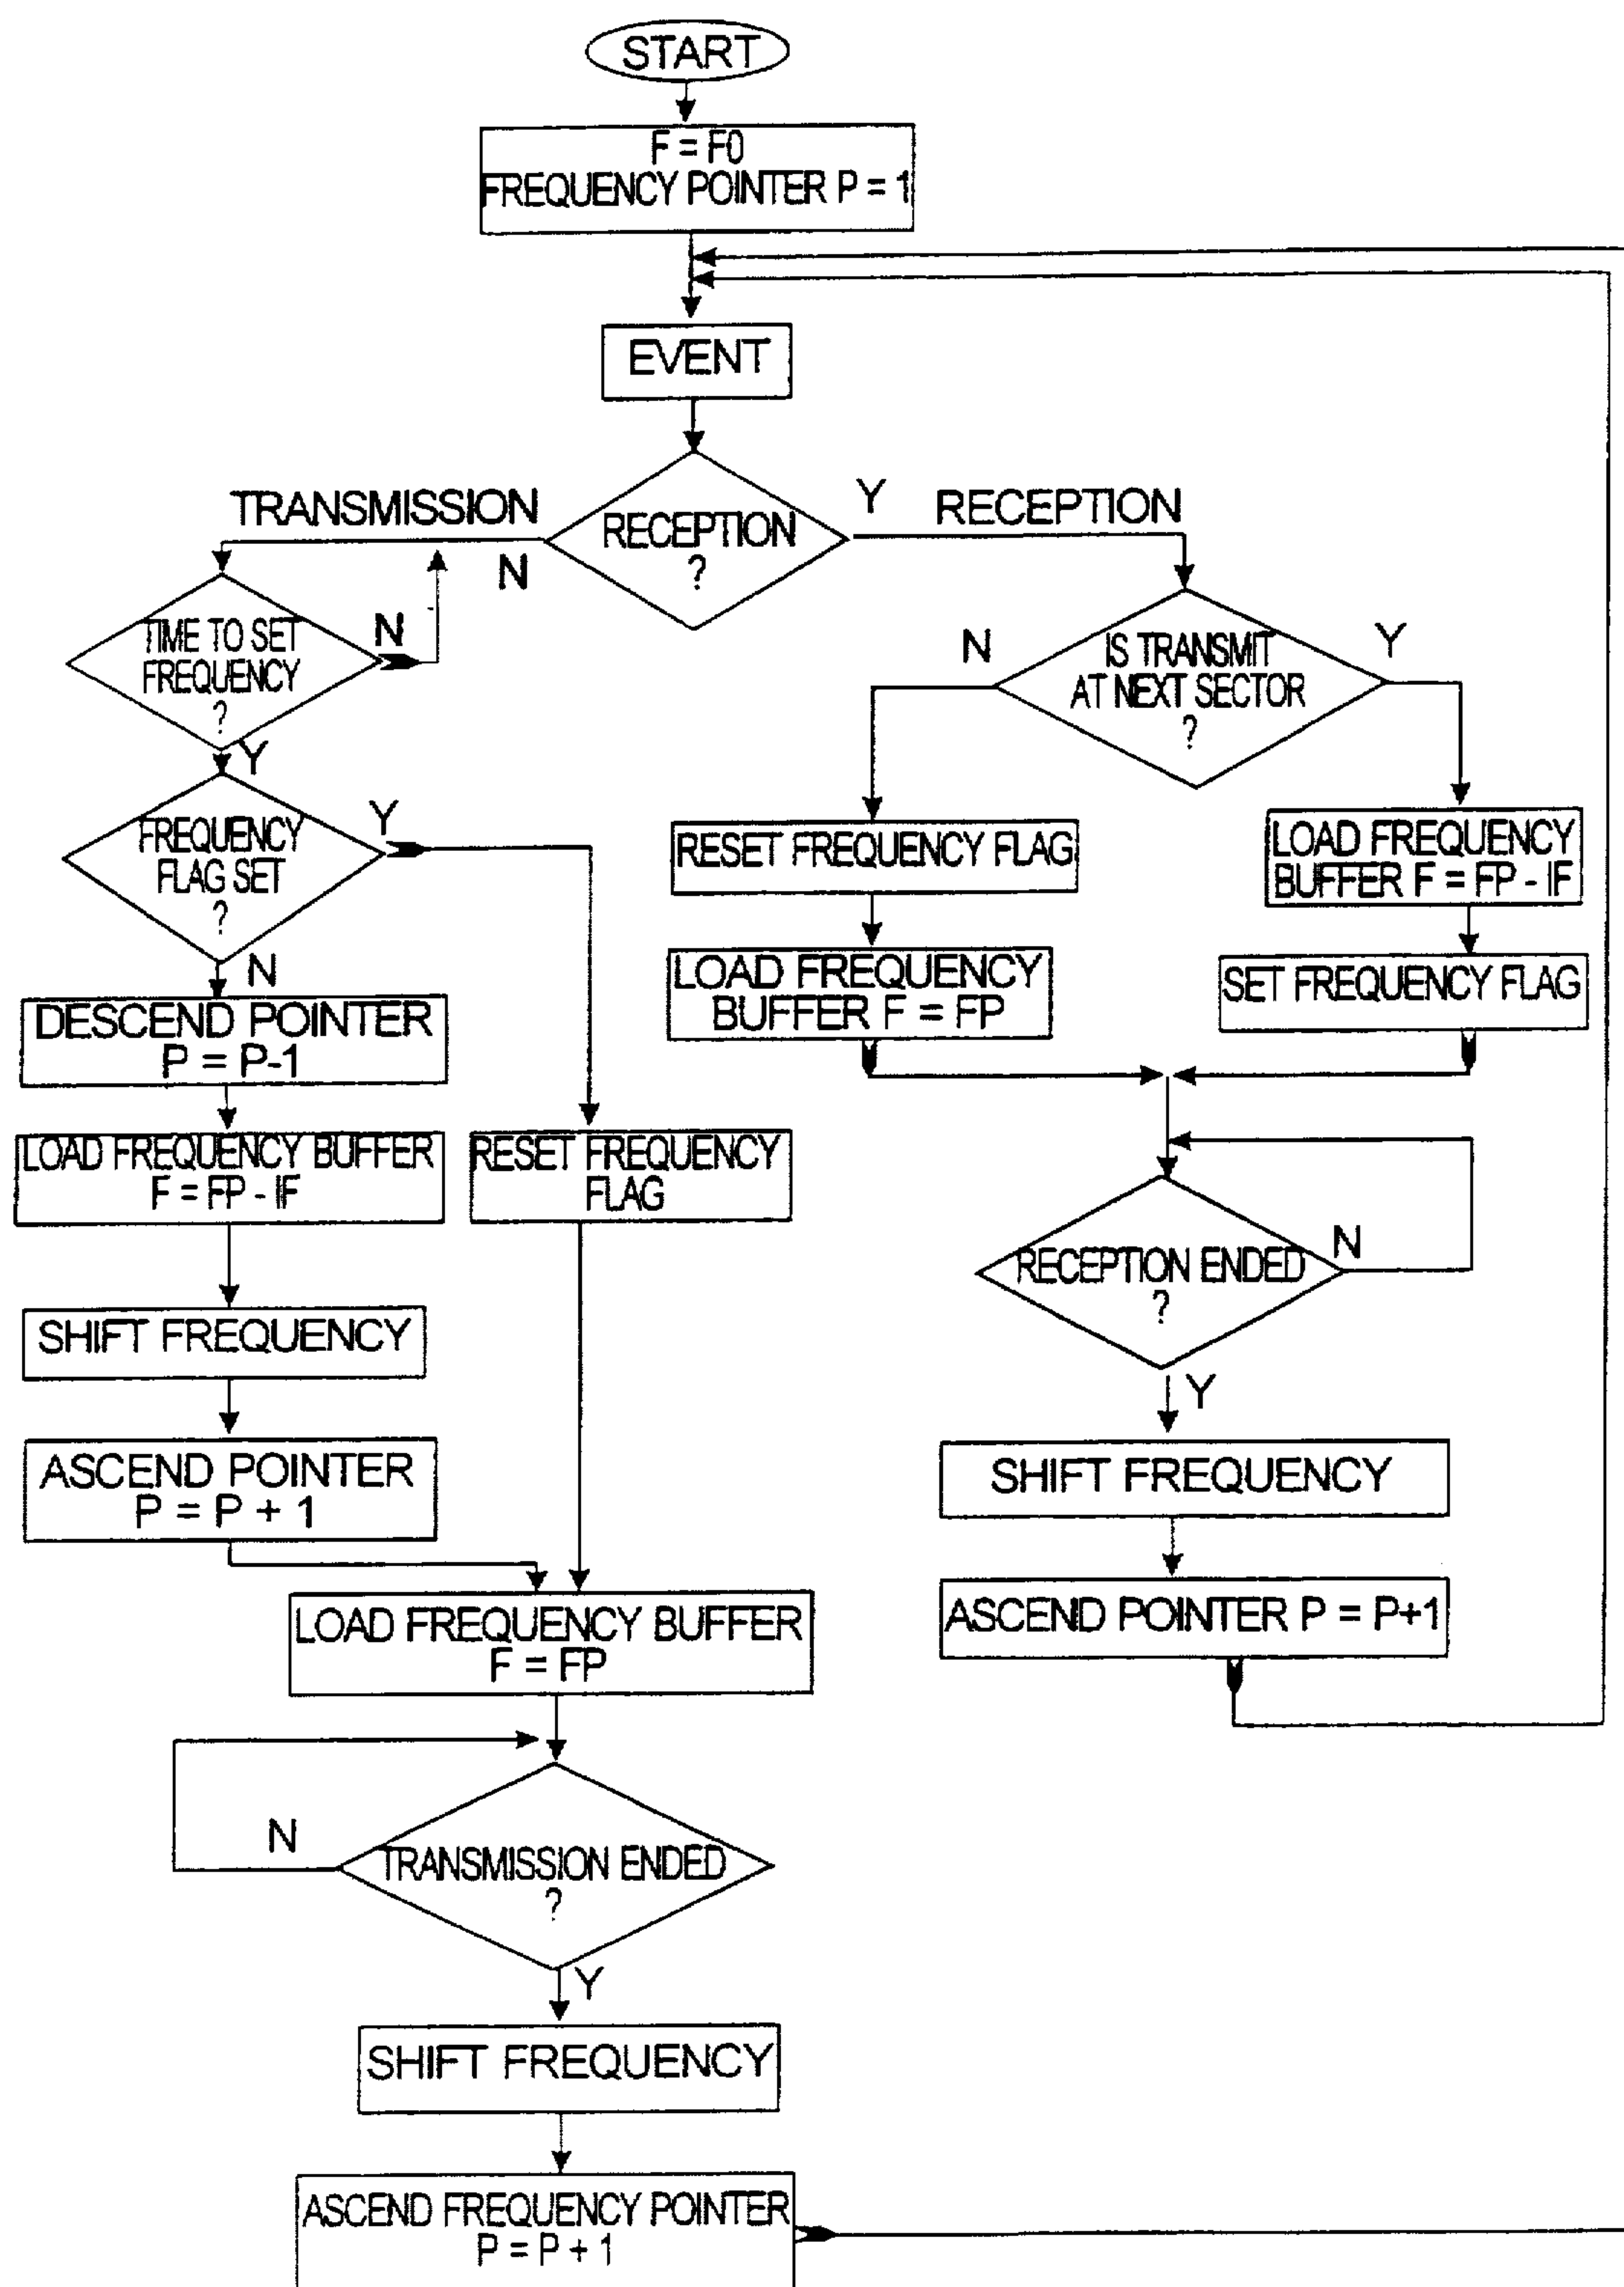 START
F = F0
FREQUENCY POINTER P = 1
EVENT
TRANSMISSION
RECEPTION
?
N
Y
RECEPTION
TIME TO SET
FREQUENCY
?
N
Y
IS TRANSMIT
AT NEXT SECTOR
?
N
Y
FREQUENCY
FLAG SET
?
Y
N
RESET FREQUENCY FLAG
LOAD FREQUENCY
BUFFER F = FP - IF
LOAD FREQUENCY
BUFFER F = FP
SET FREQUENCY FLAG
DESCEND POINTER
P = P-1
LOAD FREQUENCY BUFFER
F = FP - IF
RESET FREQUENCY
FLAG
RECEPTION ENDED
?
N
Y
SHIFT FREQUENCY
ASCEND POINTER
P = P + 1
SHIFT FREQUENCY
ASCEND POINTER P = P+1
LOAD FREQUENCY BUFFER
F = FP
N
TRANSMISSION ENDED
?
Y
SHIFT FREQUENCY
ASCEND FREQUENCY POINTER
P = P + 1